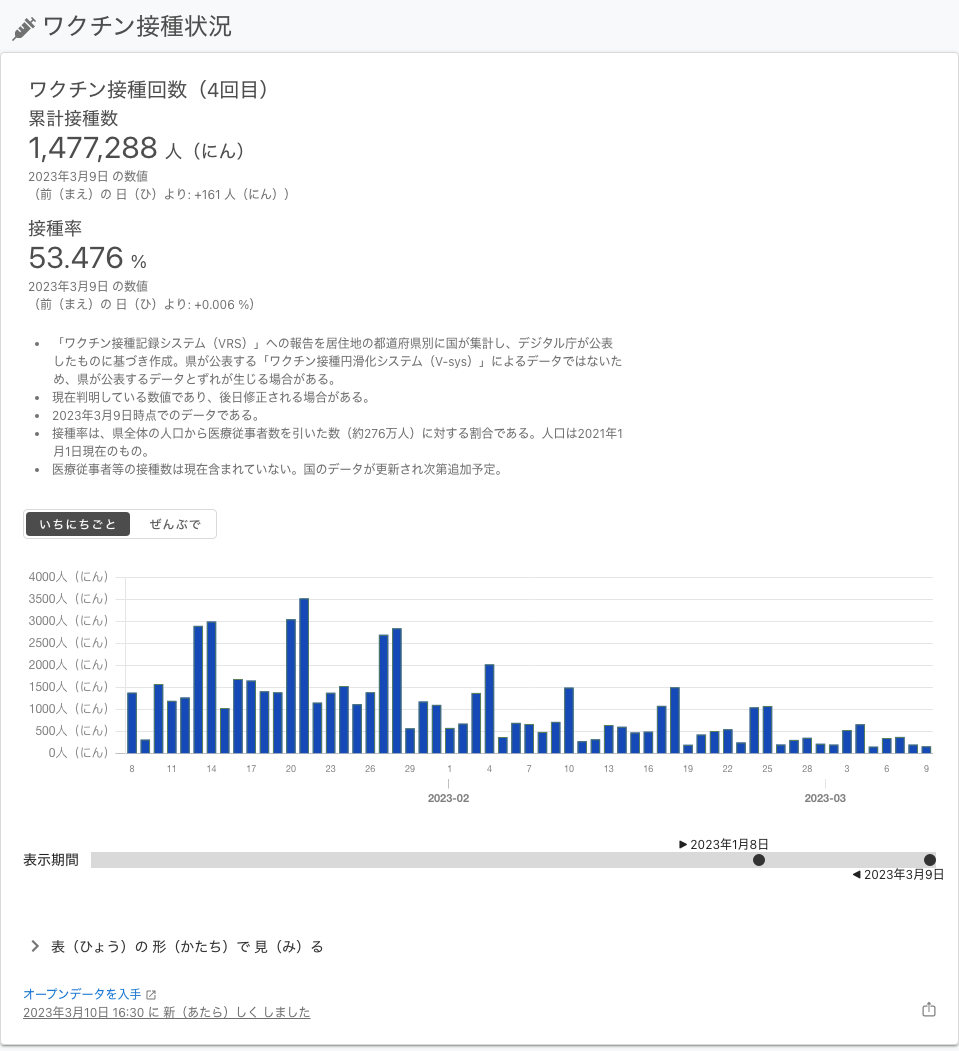 ワクチン接種状況
ワクチン接種回数（4回目）
累計接種数
1,477,288 人（にん）
2023年3月9日 の数値
（前（まえ）の 日（ひ）より: +161 人（にん））
接種率
53.476 %
2023年3月9日 の数値
（前（まえ）の 日（ひ）より: +0.006 %）
• 「ワクチン接種記録システム（VRS）」への報告を居住地の都道府県別に国が集計し、デジタル庁が公表
したものに基づき作成。県が公表する「ワクチン接種円滑化システム（V-sys）」によるデータではないた
め、県が公表するデータとずれが生じる場合がある。
• 現在判明している数値であり、後日修正される場合がある。
• 2023年3月9日時点でのデータである。
• 接種率は、県全体の人口から医療従事者数を引いた数（約276万人）に対する割合である。人口は2021年1
月1日現在のもの。
• 医療従事者等の接種数は現在含まれていない。国のデータが更新され次第追加予定。
いちにちごと ぜんぶで
4000人（にん）
3500人（にん）
3000人（にん）
2500人（にん）
2000人（にん）
1500人（にん）
1000人（にん）
500人（にん）
0人（にん）
8 11 14 17 20 23 26 29 1 4 7 10 13 16 19 22 25 28 3 6 9
2023-02 2023-03
▶ 2023年1月8日
表示期間
◀ 2023年3月9日
表（ひょう）の 形（かたち）で 見（み）る
オープンデータを入手
2023年3月10日 16:30 に 新（あたら）しく しました